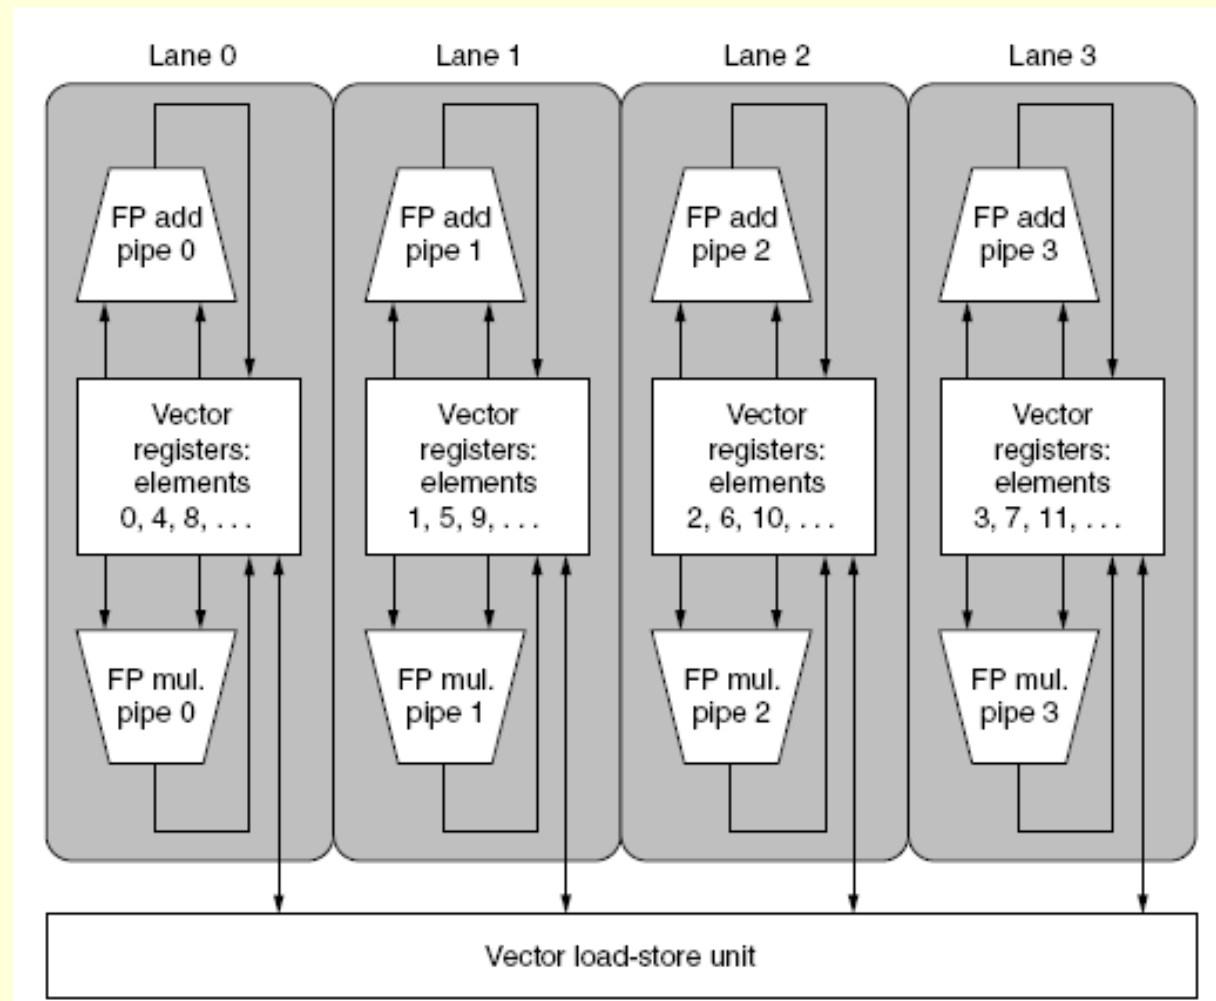 Lane 0
Lane 1
Lane 2
Lane 3
FP add
pipe 0
FP add
pipe 1
FP add
pipe 2
FP add
pipe 3
Vector
registers:
elements
0, 4, 8, . . .
Vector
registers:
elements
1, 5, 9, . . .
Vector
registers:
elements
2, 6, 10, . . .
Vector
registers:
elements
3, 7, 11, . . .
FP mul.
pipe 0
FP mul.
pipe 1
FP mul.
pipe 2
FP mul.
pipe 3
Vector load-store unit